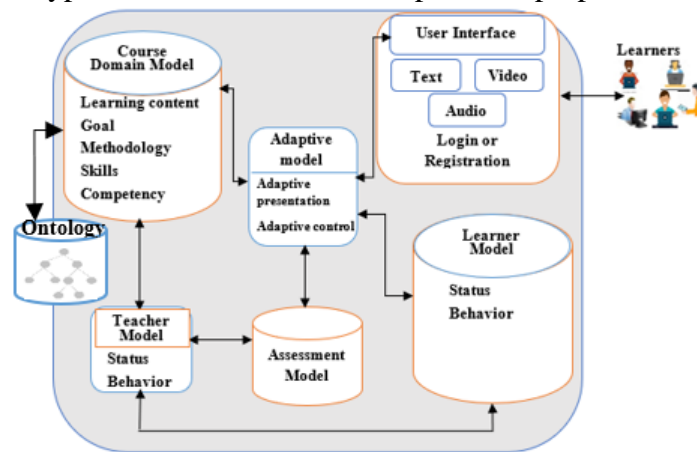 Course
Domain Model
Learning content
Goal
Methodology
Skills
Competency
Ontology
User Interface
Text
Video
Audio
Login or
Registration
Learners
Adaptive
model
Adaptive
presentation
Adaptive control
Learner
Model
Status
Behavior
Teacher
Model
Status
Behavior
Assessment
Model